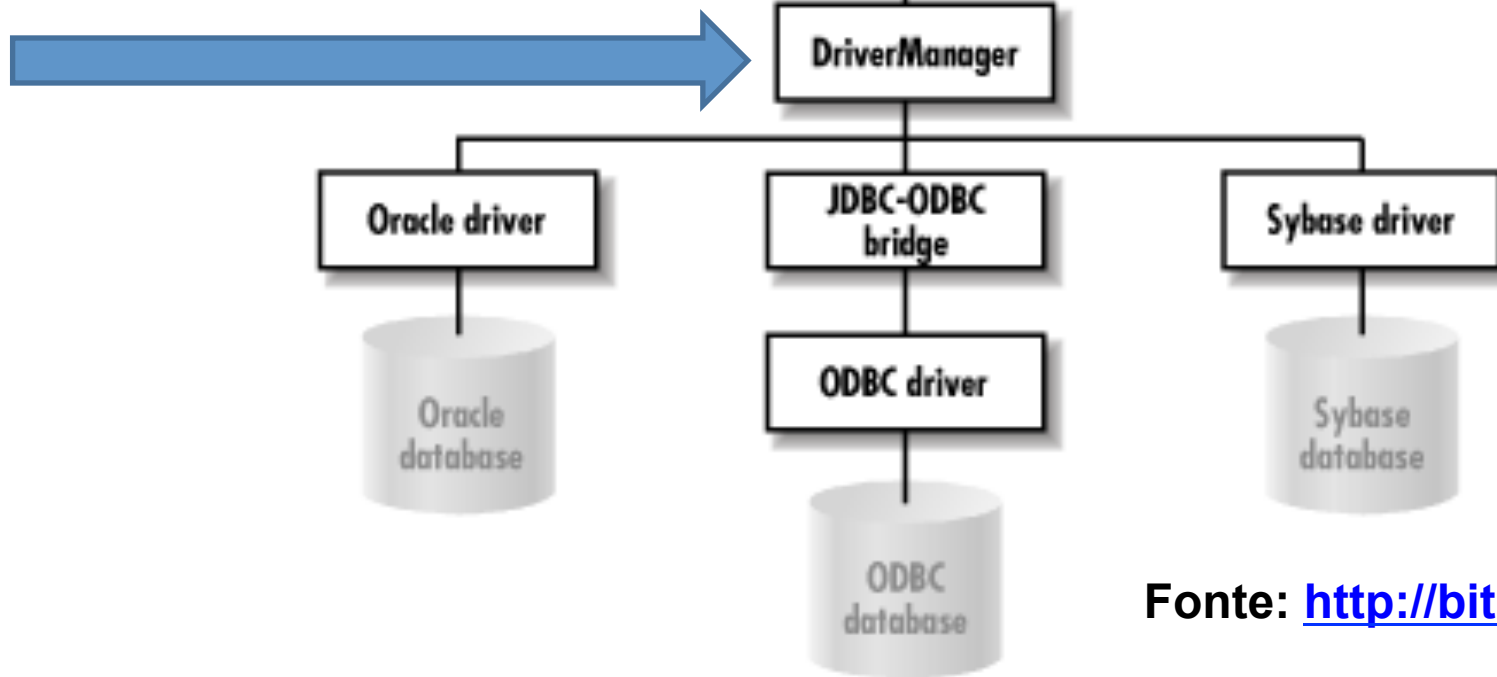 DriverManager
Oracle driver
JDBC-ODBC
bridge
Sybase driver
ODBC driver
Oracle
database
Sybase
database
ODBC
database
Fonte: http://bit